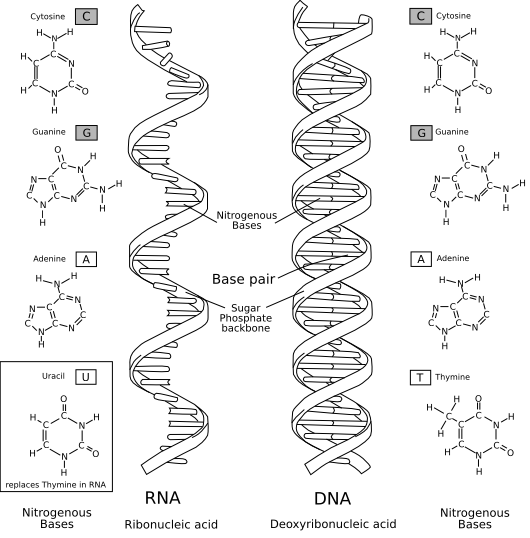 Cytosine C
N H H
C
H C N
C C
H N O
H
Guanine G
O
C H
N C N
C C
H N N N H
H H
Adenine A
H N H
C
N C N
C C C
H N N
H
Uracil U
O
H C H
C N
C C
H N O
H
replaces Thymine in RNA
Nitrogenous
Bases
Nitrogenous
Bases
Base pair
Sugar
Phosphate
backbone
RNA
Ribonucleic acid
DNA
Deoxyribonucleic acid
C Cytosine
H N H
C
H C N
C C
H N O
H
G Guanine
O
C H
N C N
C C
H N N N H
H H
A Adenine
H N H
C
N C N
C C C
H N N
H
T Thymine
H O
H C C H
H C N
C C
H N O
H
Nitrogenous
Bases